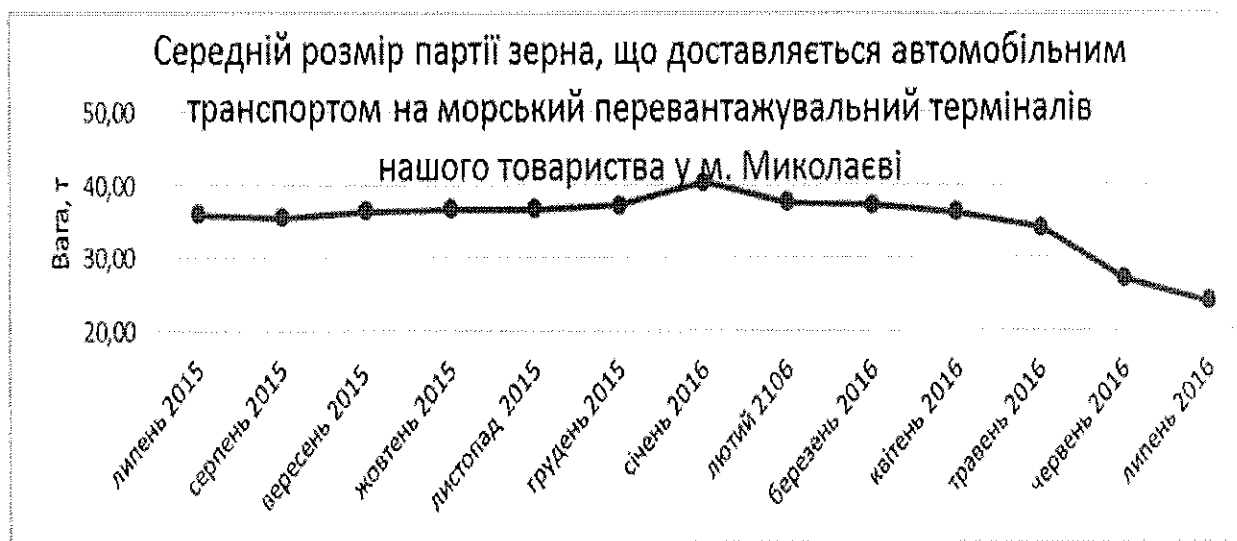 Середній розмір партії зерна, що доставляється автомобільним
транспортом на морський перевантажувальний терміналів
нашого товариства у м. Миколаєві
Вага, т
50,00
40,00
30,00
20,00
липень 2015
серпень 2015
вересень 2015
жовтень 2015
листопад 2015
грудень 2015
січень 2016
лютий 2106
березень 2016
квітень 2016
травень 2016
червень 2016
липень 2016